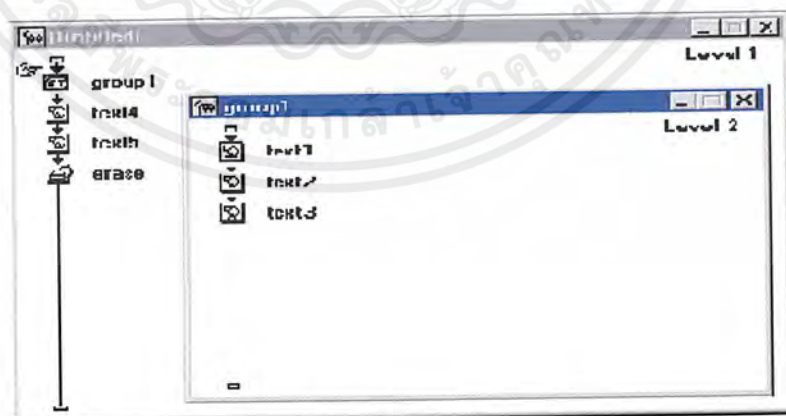 [Untitled]
Level 1
group1
text4
text5
erase
group1
Level 2
text1
text2
text3